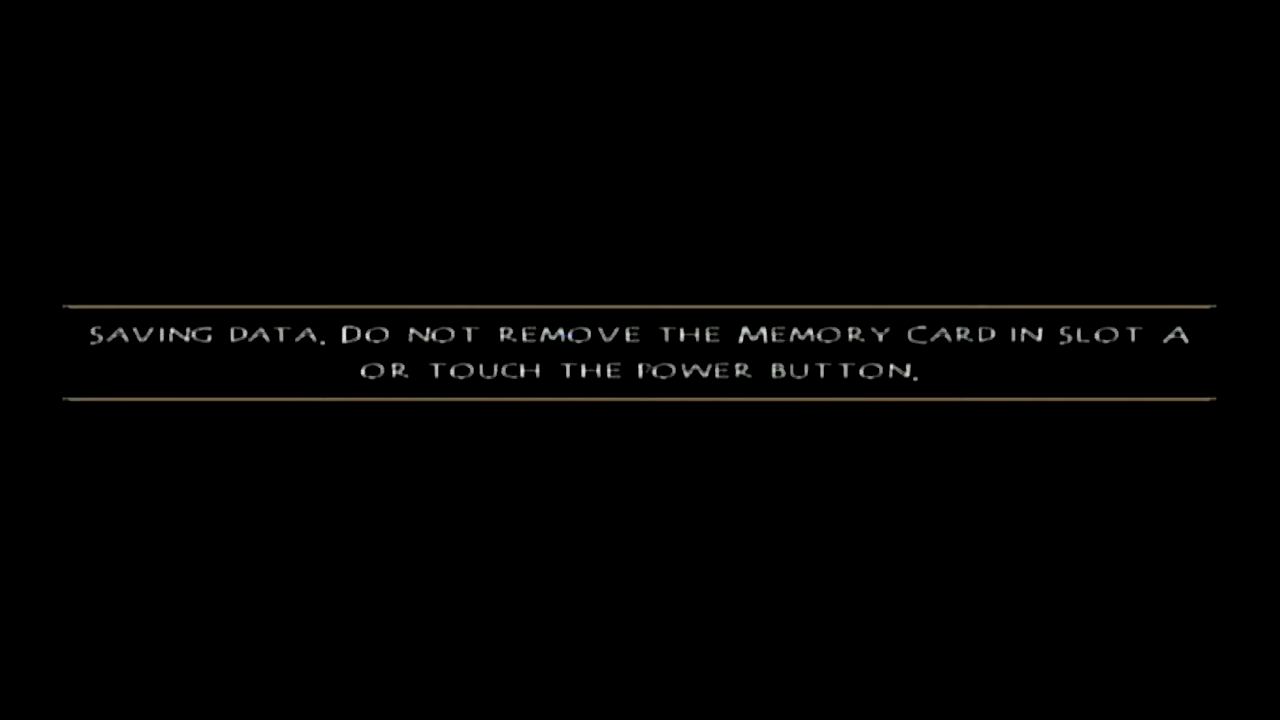 SAVING DATA. DO NOT REMOVE THE MEMORY CARD IN SLOT A
OR TOUCH THE POWER BUTTON.